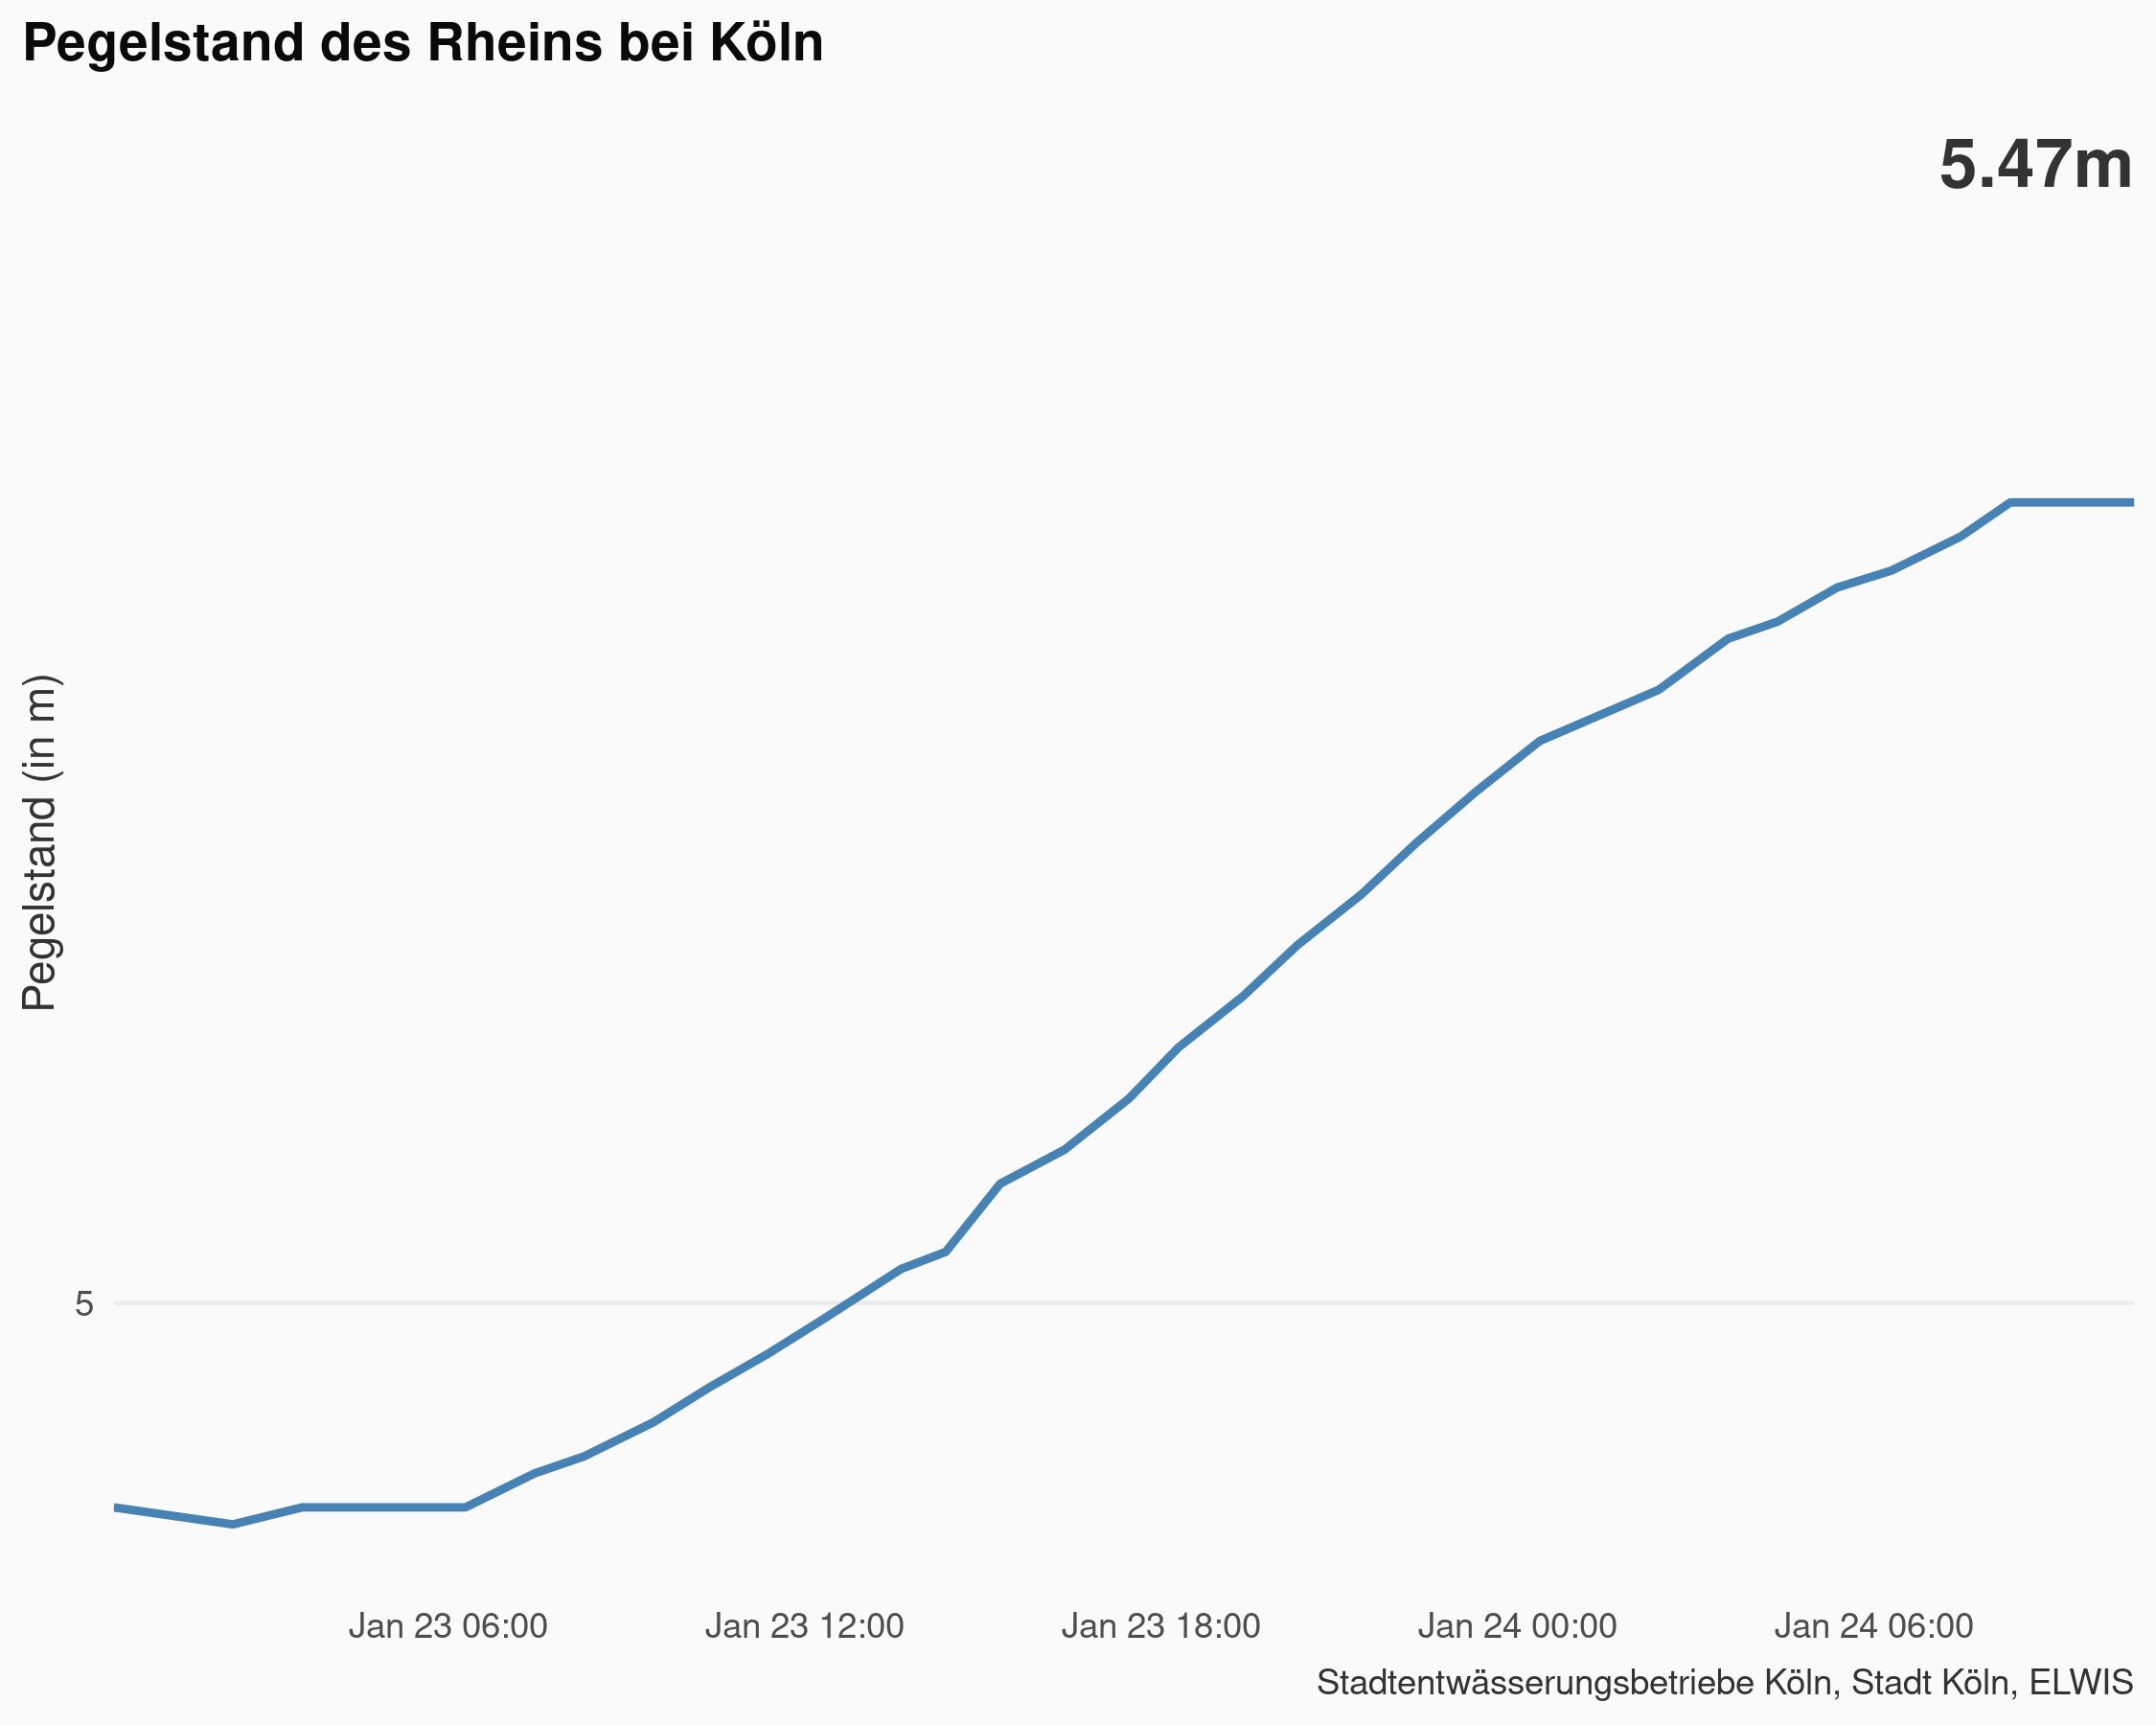 Pegelstand des Rheins bei Köln
5.47m
Pegelstand (in m)
5
Jan 23 06:00 Jan 23 12:00 Jan 23 18:00 Jan 24 00:00 Jan 24 06:00
Stadtentwässerungsbetriebe Köln, Stadt Köln, ELWIS